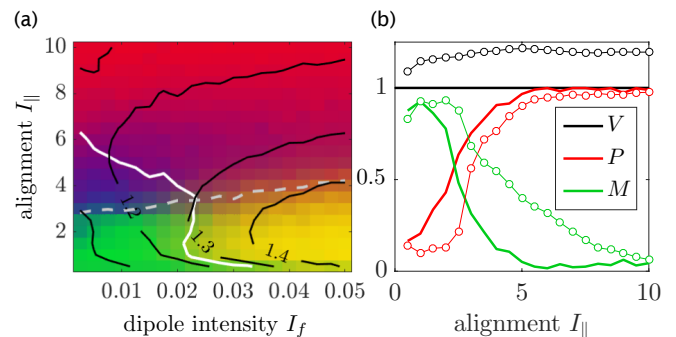 (a)
(b)
10
8
6
4
2
alignment I∥
1.2
1.3
1.4
0.01
0.02
0.03
0.04
0.05
dipole intensity I_f
1
0.5
1
V
P
M
0
5
10
alignment I∥